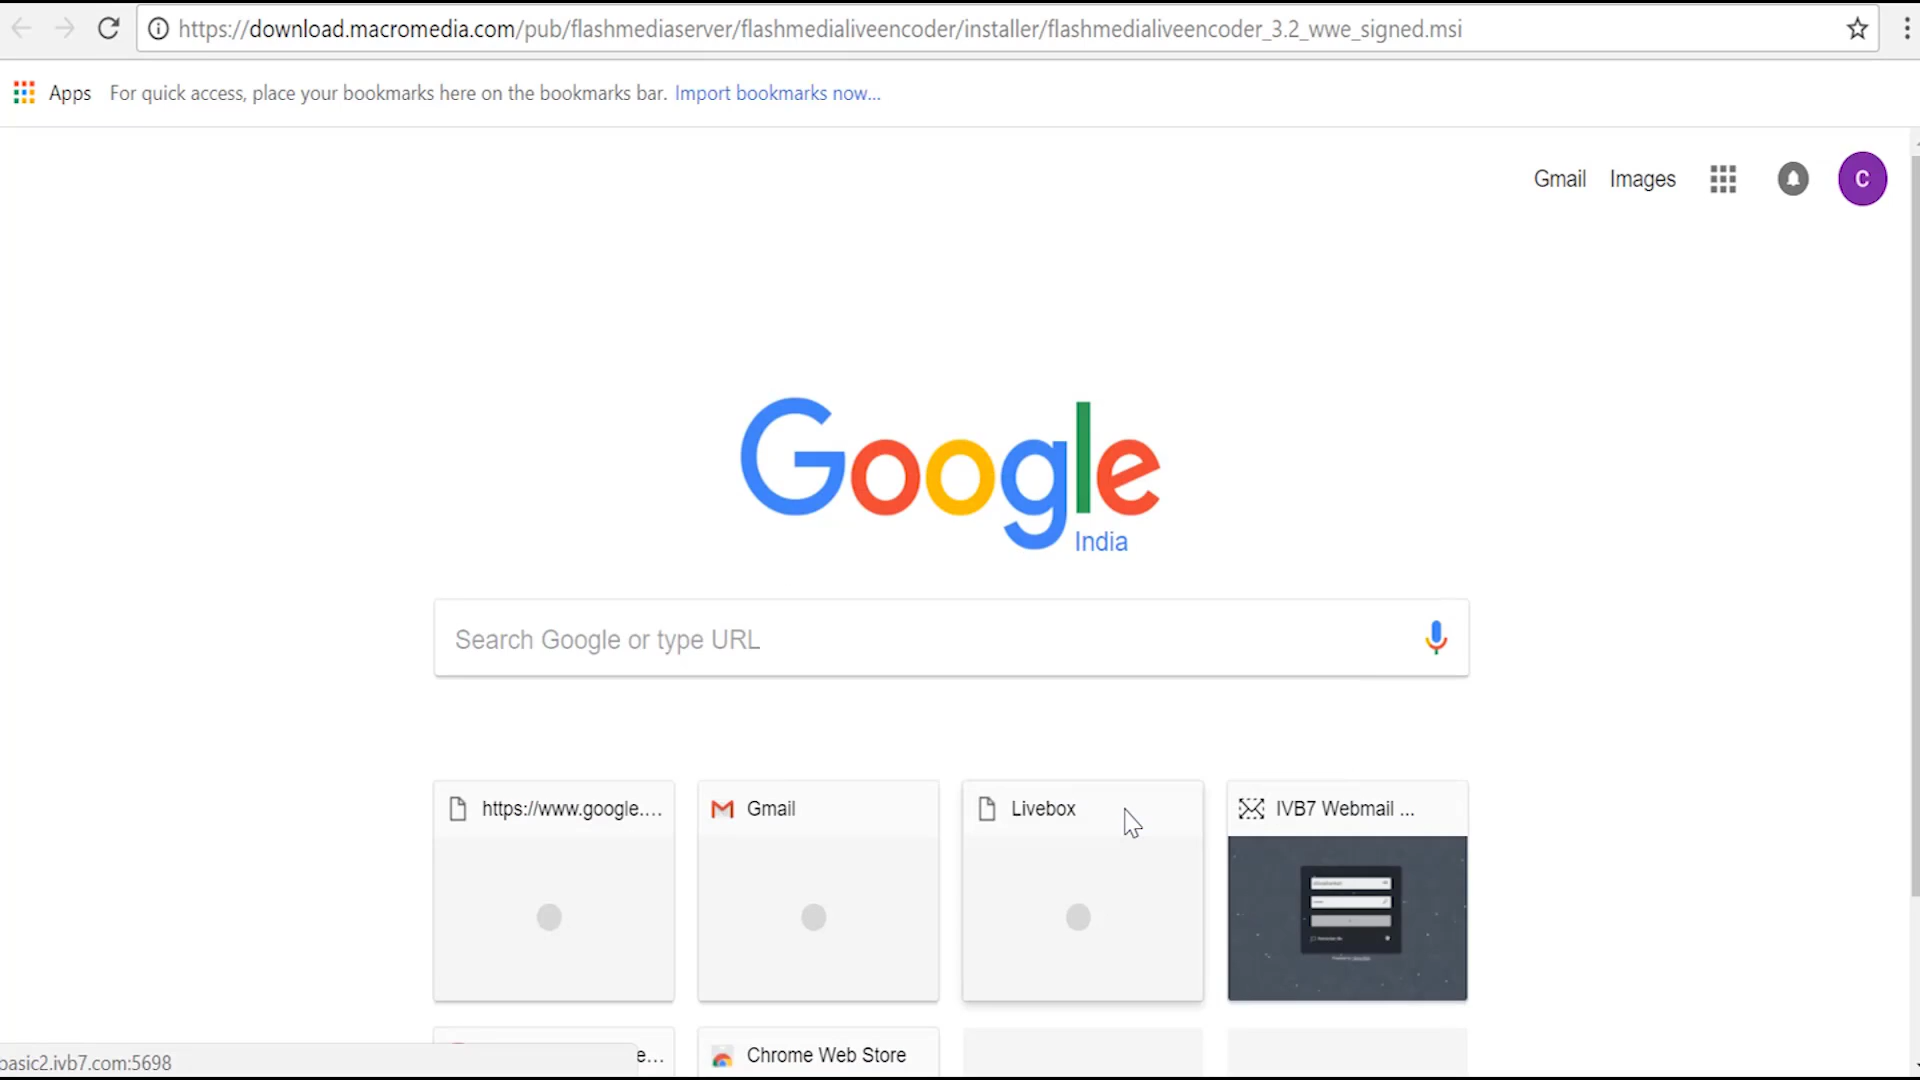 https://download.macromedia.com/pub/flashmediaserver/flashmedialiveencoder/installer/flashmedialiveencoder_3.2_wwe_signed.msi
Apps For quick access, place your bookmarks here on the bookmarks bar. Import bookmarks now...
Gmail Images C
Google
India
Search Google or type URL
https://www.google.... Gmail Livebox IVB7 Webmail ...
e... Chrome Web Store
basic2.ivb7.com:5698